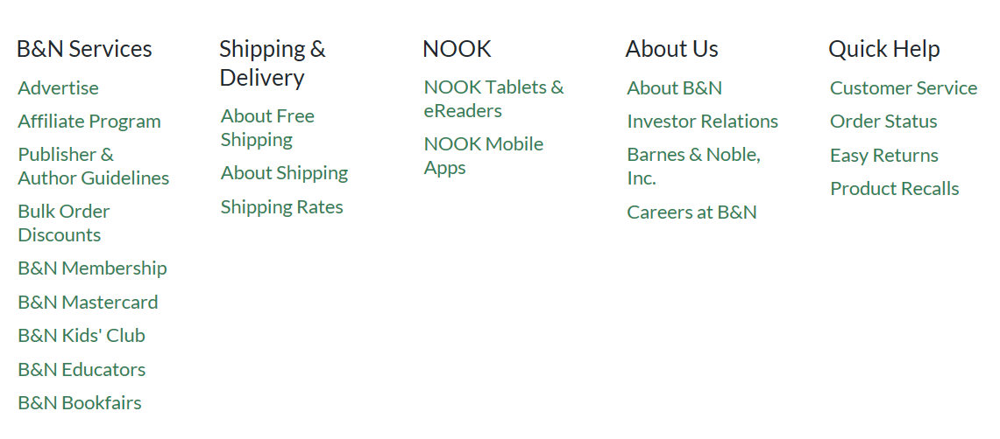 B&N Services
Advertise
Affiliate Program
Publisher &
Author Guidelines
Bulk Order
Discounts
B&N Membership
B&N Mastercard
B&N Kids' Club
B&N Educators
B&N Bookfairs
Shipping &
Delivery
About Free
Shipping
About Shipping
Shipping Rates
NOOK
NOOK Tablets &
eReaders
NOOK Mobile
Apps
About Us
About B&N
Investor Relations
Barnes & Noble,
Inc.
Careers at B&N
Quick Help
Customer Service
Order Status
Easy Returns
Product Recalls